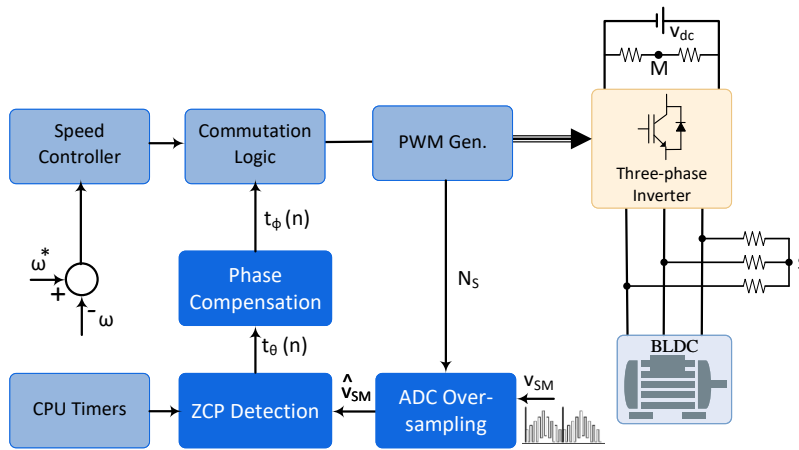 v_dc
M
Speed
Controller
Commutation
Logic
PWM Gen.
Three-phase
Inverter
t_ϕ (n)
ω*
+
-
ω
Phase
Compensation
N_S
S
t_θ (n)
BLDC
CPU Timers
ZCP Detection
v̂_SM
ADC Over-
sampling
v_SM